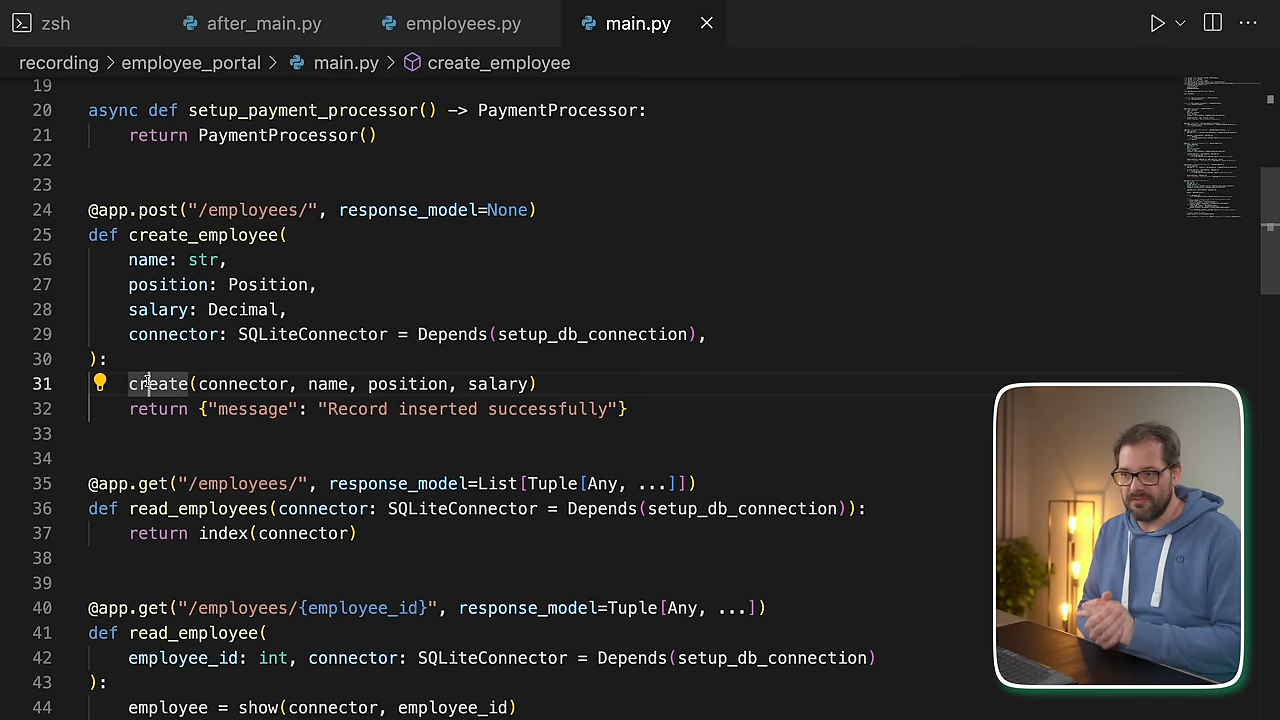 zsh
after_main.py
employees.py
main.py
recording > employee_portal > main.py > create_employee
19
20 async def setup_payment_processor() -> PaymentProcessor:
21 return PaymentProcessor()
22
23
24 @app.post("/employees/", response_model=None)
25 def create_employee(
26 name: str,
27 position: Position,
28 salary: Decimal,
29 connector: SQLiteConnector = Depends(setup_db_connection),
30 ):
31 create(connector, name, position, salary)
32 return {"message": "Record inserted successfully"}
33
34
35 @app.get("/employees/", response_model=List[Tuple[Any, ...]])
36 def read_employees(connector: SQLiteConnector = Depends(setup_db_connection)):
37 return index(connector)
38
39
40 @app.get("/employees/{employee_id}", response_model=Tuple[Any, ...])
41 def read_employee(
42 employee_id: int, connector: SQLiteConnector = Depends(setup_db_connection)
43 ):
44 employee = show(connector, employee_id)